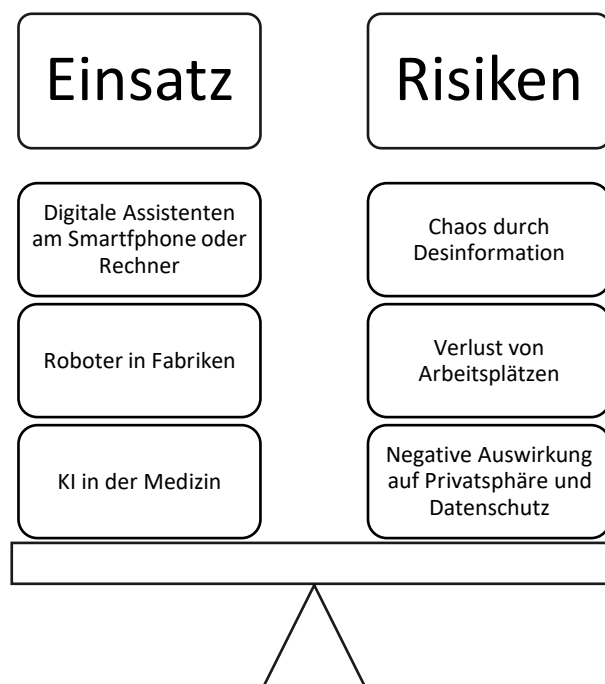 Einsatz
Digitale Assistenten
am Smartfphone oder
Rechner
Roboter in Fabriken
KI in der Medizin
Risiken
Chaos durch
Desinformation
Verlust von
Arbeitsplätzen
Negative Auswirkung
auf Privatsphäre und
Datenschutz